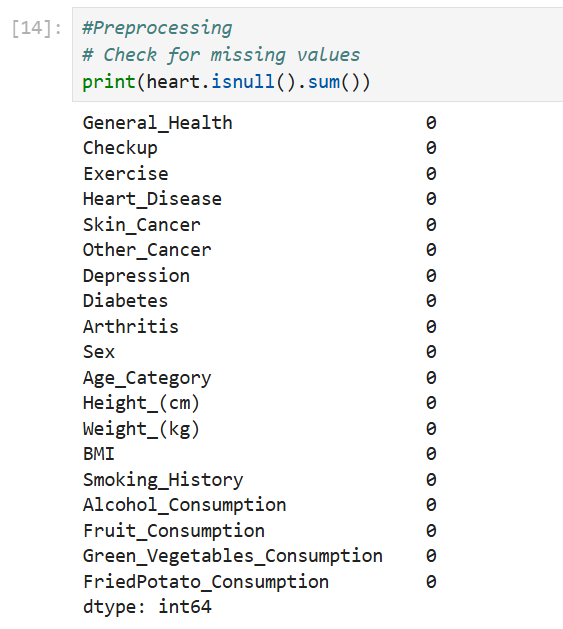 [14]: #Preprocessing
# Check for missing values
print(heart.isnull().sum())
General_Health 0
Checkup 0
Exercise 0
Heart_Disease 0
Skin_Cancer 0
Other_Cancer 0
Depression 0
Diabetes 0
Arthritis 0
Sex 0
Age_Category 0
Height_(cm) 0
Weight_(kg) 0
BMI 0
Smoking_History 0
Alcohol_Consumption 0
Fruit_Consumption 0
Green_Vegetables_Consumption 0
FriedPotato_Consumption 0
dtype: int64